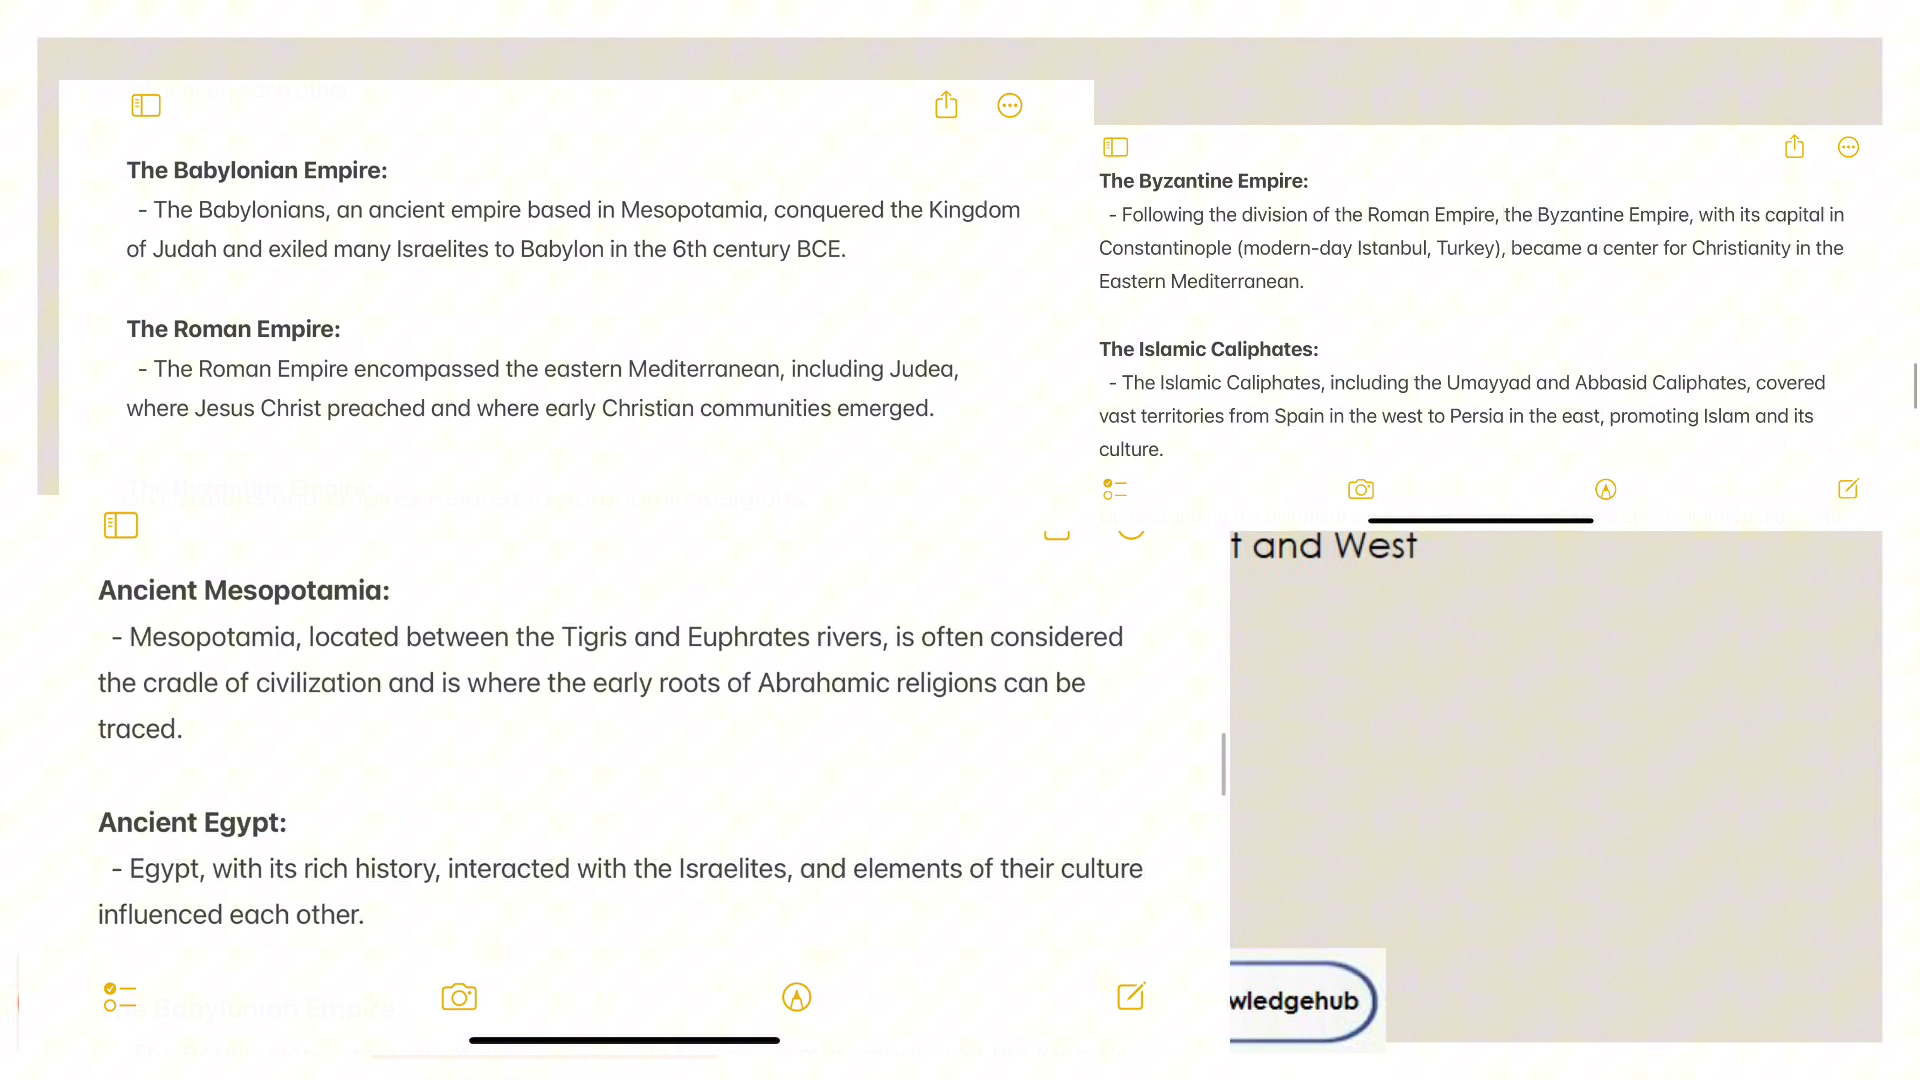 The Babylonian Empire:
- The Babylonians, an ancient empire based in Mesopotamia, conquered the Kingdom
of Judah and exiled many Israelites to Babylon in the 6th century BCE.
The Roman Empire:
- The Roman Empire encompassed the eastern Mediterranean, including Judea,
where Jesus Christ preached and where early Christian communities emerged.
The Byzantine Empire:
- Following the division of the Roman Empire, the Byzantine Empire, with its capital in
Constantinople (modern-day Istanbul, Turkey), became a center for Christianity in the
Eastern Mediterranean.
The Islamic Caliphates:
- The Islamic Caliphates, including the Umayyad and Abbasid Caliphates, covered
vast territories from Spain in the west to Persia in the east, promoting Islam and its
culture.
Ancient Mesopotamia:
- Mesopotamia, located between the Tigris and Euphrates rivers, is often considered
the cradle of civilization and is where the early roots of Abrahamic religions can be
traced.
Ancient Egypt:
- Egypt, with its rich history, interacted with the Israelites, and elements of their culture
influenced each other.
t and West
wledgehub